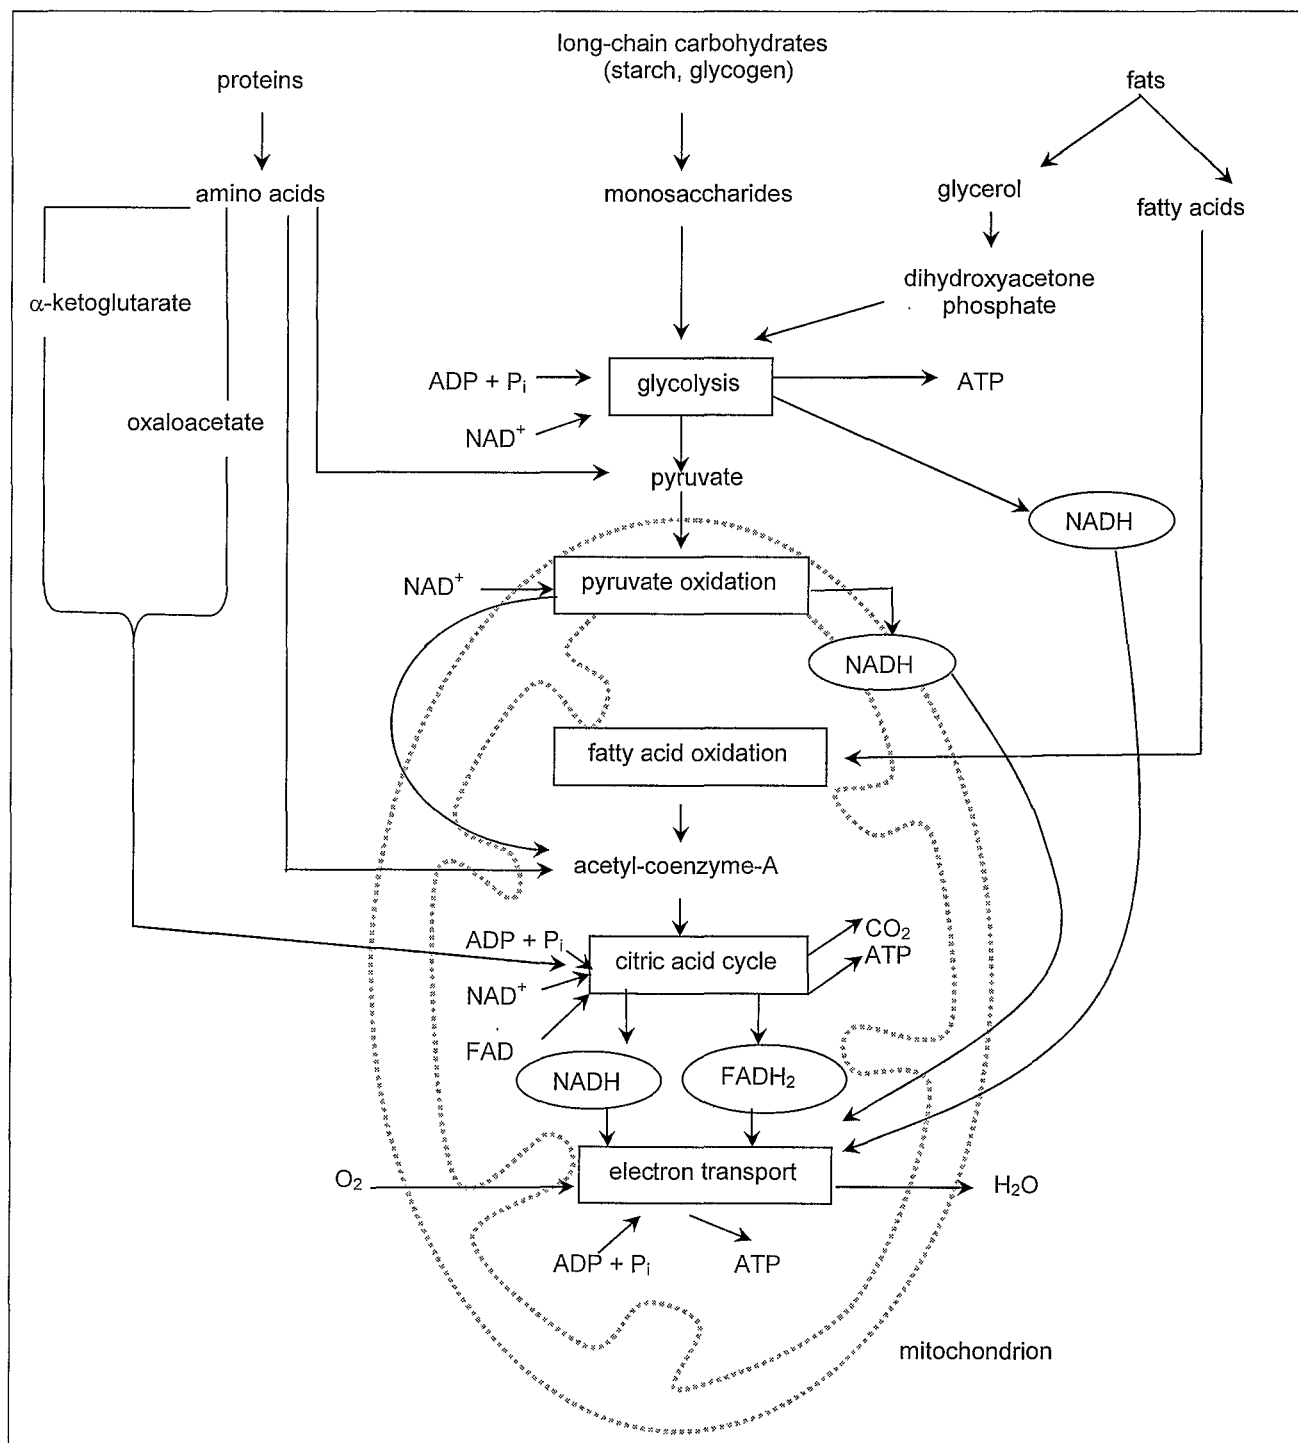 long-chain carbohydrates
(starch, glycogen)
proteins
fats
amino acids
monosaccharides
glycerol
fatty acids
α-ketoglutarate
dihydroxyacetone
phosphate
ADP + Pᵢ
glycolysis
ATP
oxaloacetate
NAD⁺
pyruvate
NADH
NAD⁺
pyruvate oxidation
NADH
fatty acid oxidation
acetyl-coenzyme-A
ADP + Pᵢ
citric acid cycle
CO₂
ATP
NAD⁺
FAD
NADH
FADH₂
O₂
electron transport
H₂O
ADP + Pᵢ
ATP
mitochondrion